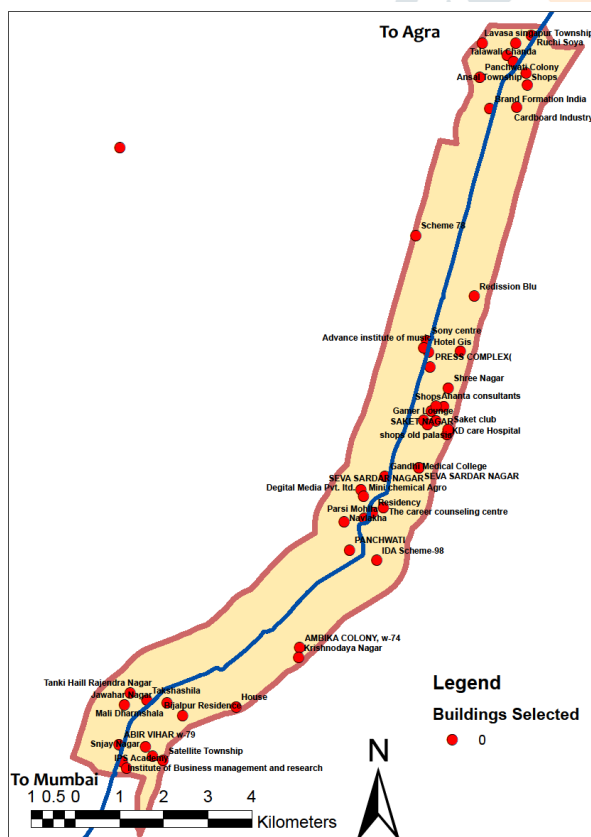 To Agra
Lavasa singapur Township
Ruchi Soya
Talawali Chanda
Panchwati Colony
Ansal Township
Shops
Brand Formation India
Cardboard Industry
Scheme 78
Redission Blu
Sony centre
Advance institute of music
Hotel Gis
PRESS COMPLEX(
Shree Nagar
Shops
Ananta consultants
Gamer Lounge
SAKET NAGAR
Saket club
shops old palasia
KD care Hospital
Gandhi Medical College
SEVA SARDAR NAGAR
SEVA SARDAR NAGAR
Degital Media Pvt. ltd.
Mini chemical Agro
Residency
Parsi Mohlla
The career counseling centre
Navlakha
PANCHWATI
IDA Scheme-98
AMBIKA COLONY, w-74
Krishnodaya Nagar
Tanki Haill Rajendra Nagar
Jawahar Nagar
Takshashila
House
Bijalpur Residence
Mali Dharmshala
ABIR VIHAR w-79
Snjay Nagar
Satellite Township
IPS Academy
Institute of Business management and research
To Mumbai
Legend
Buildings Selected
0
N
1 0.5 0 1 2 3 4
Kilometers